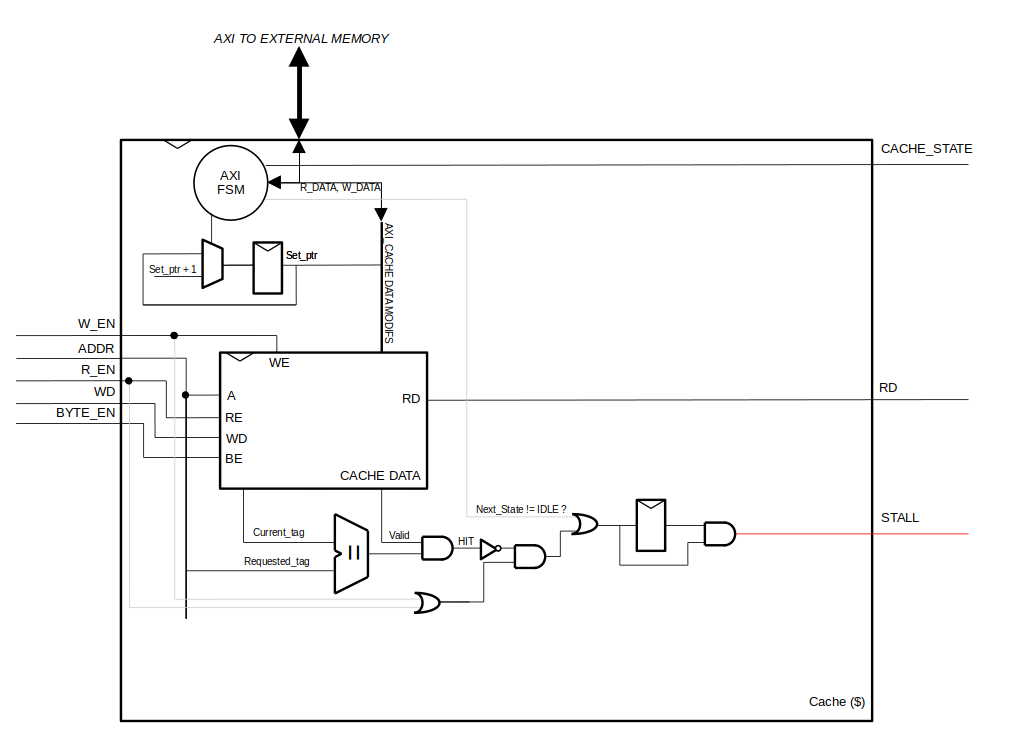 AXI TO EXTERNAL MEMORY
CACHE_STATE
AXI
FSM
R_DATA, W_DATA
AXI_CACHE DATA MODIFS
Set_ptr
Set_ptr + 1
W_EN
ADDR
R_EN
WD
BYTE_EN
WE
A
RE
WD
BE
RD
CACHE DATA
RD
Next_State != IDLE ?
STALL
Current_tag
Valid
HIT
Requested_tag
=
Cache ($)